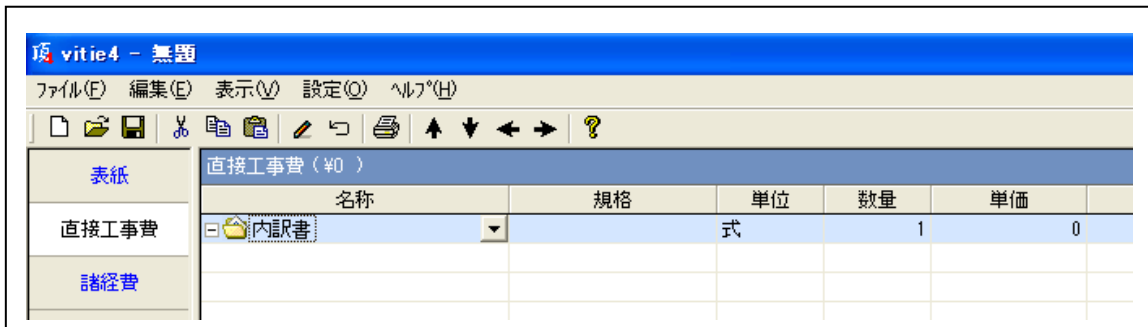 vitie4 - 無題
ファイル(F) 編集(E) 表示(V) 設定(O) ヘルプ(H)
表紙
直接工事費
諸経費
直接工事費(¥0 )
名称 規格 単位 数量 単価
内訳書 式 1 0